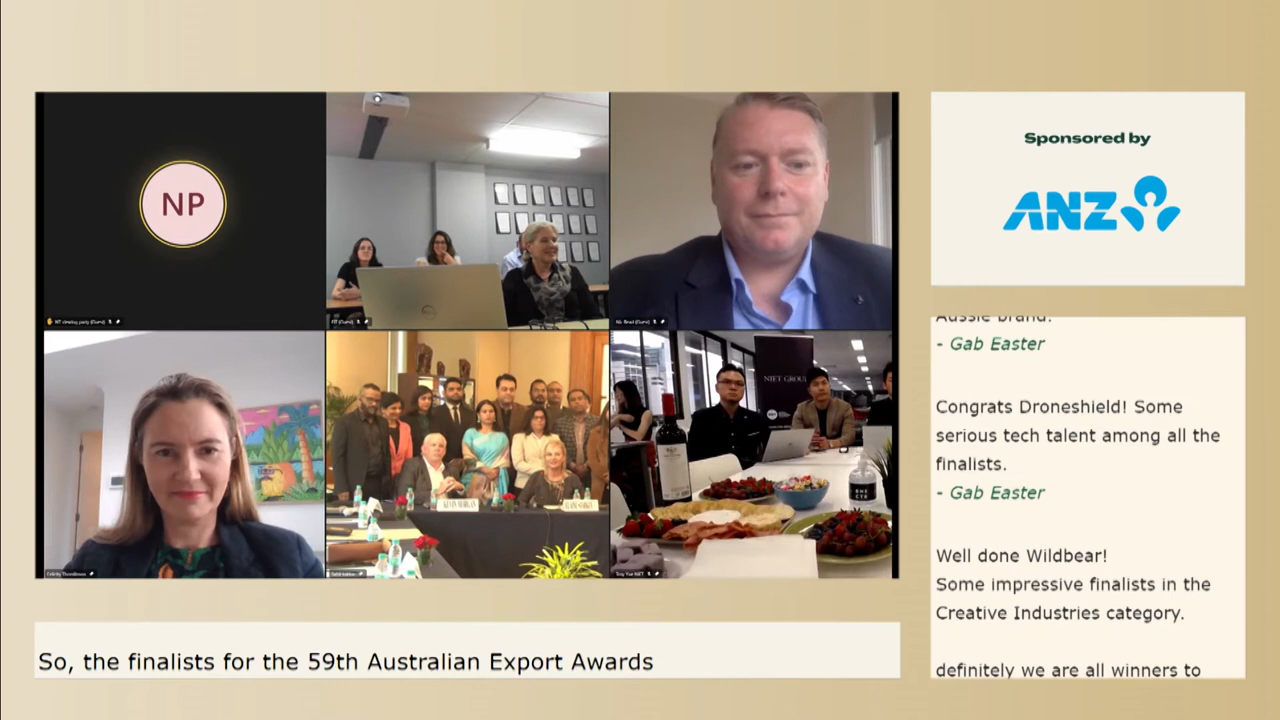 NP
NIET GROUP
KEVIN MORGAN
Sponsored by
ANZ
So, the finalists for the 59th Australian Export Awards
Aussie brand!
- Gab Easter
Congrats Droneshield! Some
serious tech talent among all the
finalists.
- Gab Easter
Well done Wildbear!
Some impressive finalists in the
Creative Industries category.
definitely we are all winners to